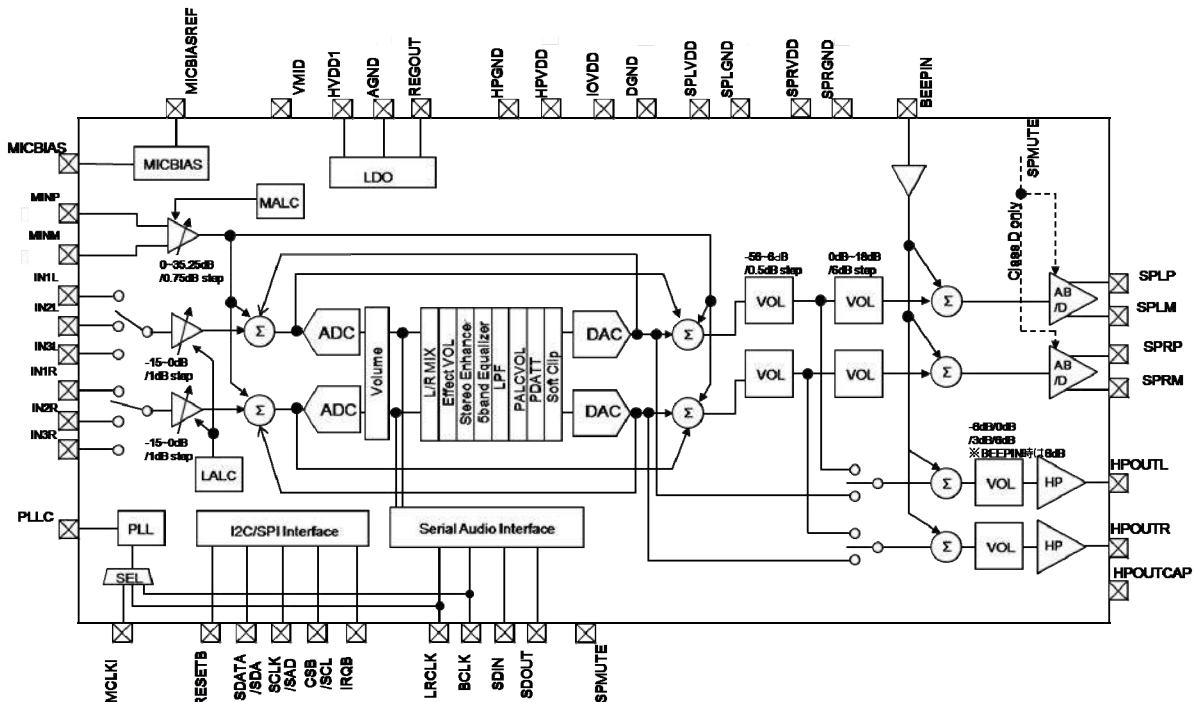 MICBIASREF
VMID
HVDD1
AGND
REGOUT
HPGND
HPVDD
IOVDD
DGND
SPLVDD
SPLGND
SPRVDD
SPRGND
BEEPIN
MICBIAS
MICBIAS
LDO
SPMUTE
Class D only
MINP
MALC
MINM
0~35.25dB
/0.75dB step
-56~6dB
/0.5dB step
0dB~18dB
/6dB step
IN1L
IN2L
IN3L
-15~0dB
/1dB step
Σ
ADC
Volume
L/R MIX
Effect VOL
Stereo Enhancer
5band Equalizer
LPF
PALCVOL
PDATT
Soft Clip
DAC
Σ
VOL
VOL
Σ
AB
/D
SPLP
SPLM
IN1R
IN2R
IN3R
-15~0dB
/1dB step
Σ
ADC
DAC
Σ
VOL
VOL
Σ
AB
/D
SPRP
SPRM
LALC
-6dB/0dB
/3dB/6dB
※BEEPIN時は6dB
Σ
VOL
HP
HPOUTL
PLLC
PLL
I2C/SPI Interface
Serial Audio Interface
Σ
VOL
HP
HPOUTR
SEL
HPOUTCAP
MCLKI
RESETB
SDATA
/SDA
SCLK
/SAD
CSB
/SCL
IRQB
LRCLK
BCLK
SDIN
SDOUT
SPMUTE